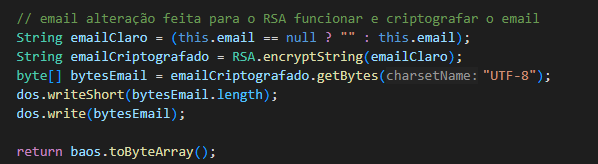 // email alteração feita para o RSA funcionar e criptografar o email
String emailClaro = (this.email == null ? "" : this.email);
String emailCriptografado = RSA.encryptString(emailClaro);
byte[] bytesEmail = emailCriptografado.getBytes(charsetName:"UTF-8");
dos.writeShort(bytesEmail.length);
dos.write(bytesEmail);
return baos.toByteArray();